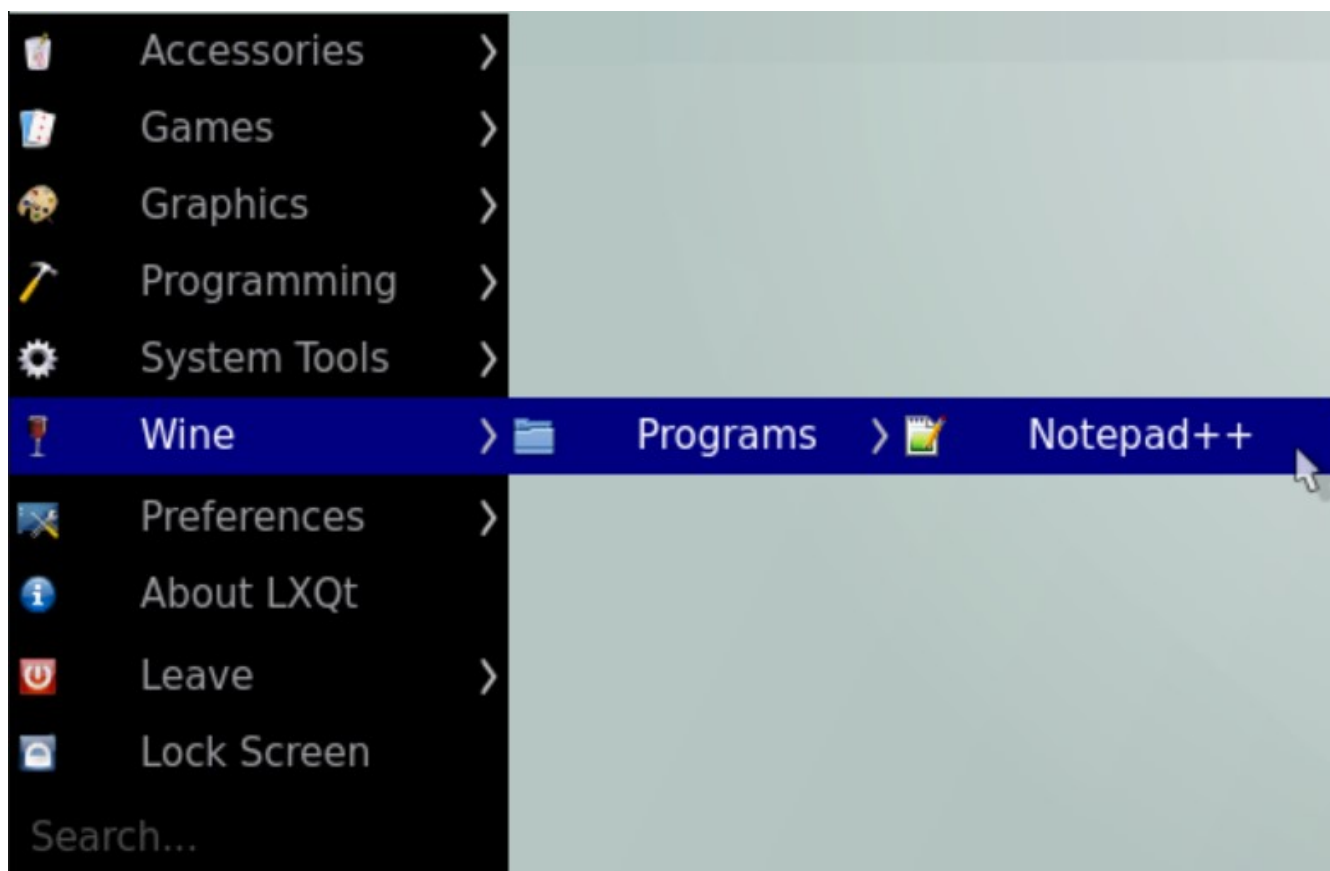 Accessories
Games
Graphics
Programming
System Tools
Wine Programs Notepad++
Preferences
About LXQt
Leave
Lock Screen
Search...